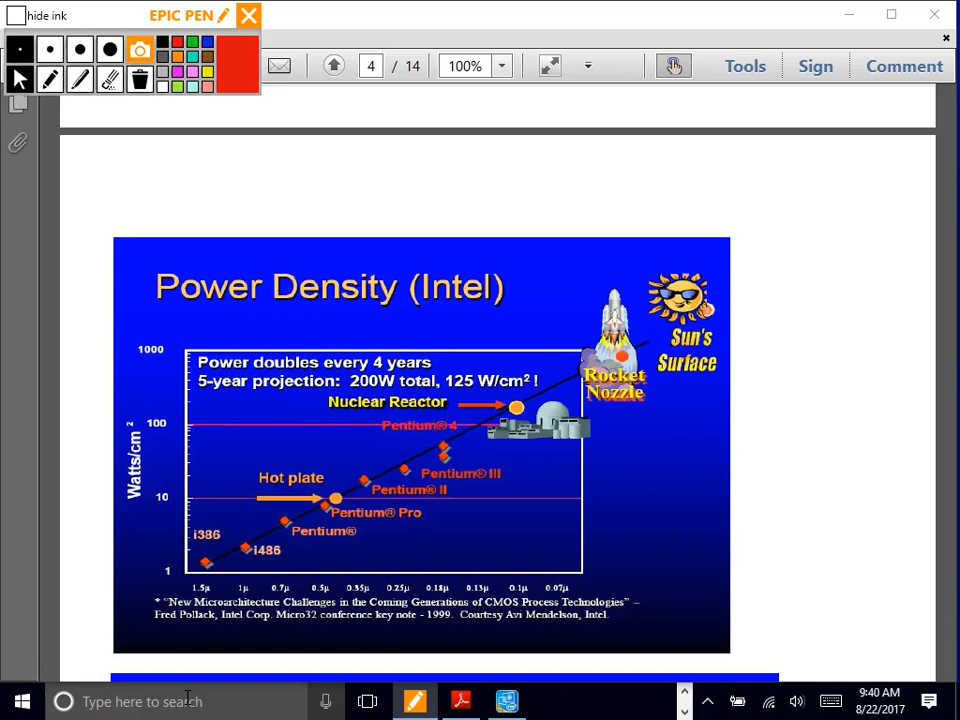 hide ink
EPIC PEN
4 / 14
100%
Tools
Sign
Comment
Power Density (Intel)
Sun's
Surface
1000
Power doubles every 4 years
5-year projection: 200W total, 125 W/cm2 !
Rocket
Nozzle
Nuclear Reactor
100
Pentium® 4
Watts/cm2
Hot plate
Pentium® III
Pentium® II
10
Pentium® Pro
i386
Pentium®
i486
1
1.5µ 1µ 0.7µ 0.5µ 0.35µ 0.25µ 0.18µ 0.13µ 0.1µ 0.07µ
* "New Microarchitecture Challenges in the Coming Generations of CMOS Process Technologies" –
Fred Pollack, Intel Corp. Micro32 conference key note - 1999. Courtesy Avi Mendelson, Intel.
Type here to search
9:40 AM
8/22/2017